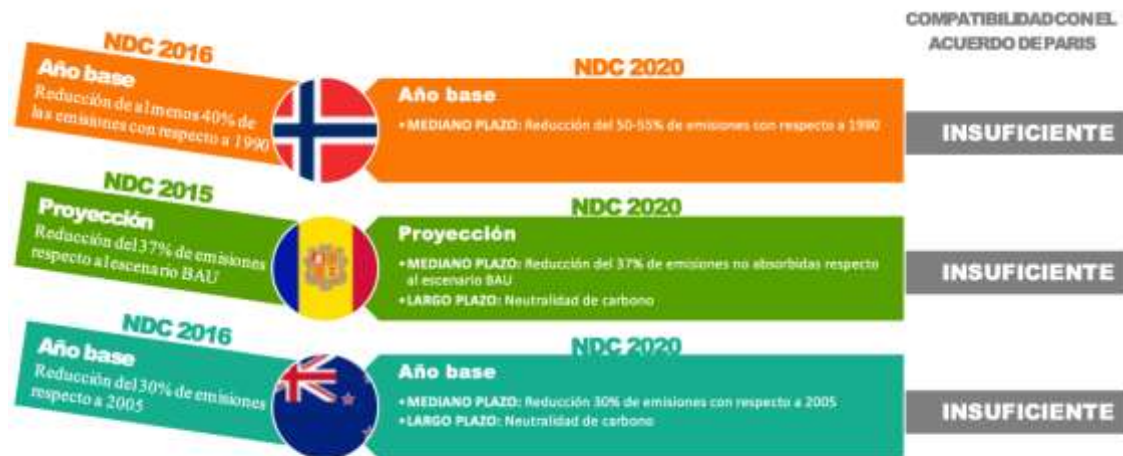 COMPATIBILIDAD CON EL
ACUERDO DE PARIS
NDC 2016
Año base
Reducción de al menos 40% de
las emisiones con respecto a 1990
NDC 2020
Año base
• MEDIANO PLAZO: Reducción del 50-55% de emisiones con respecto a 1990
INSUFICIENTE
NDC 2015
Proyección
Reducción del 37% de emisiones
respecto al escenario BAU
NDC 2020
Proyección
• MEDIANO PLAZO: Reducción del 37% de emisiones no absorbidas respecto
al escenario BAU
• LARGO PLAZO: Neutralidad de carbono
INSUFICIENTE
NDC 2016
Año base
Reducción del 30% de emisiones
respecto a 2005
NDC 2020
Año base
• MEDIANO PLAZO: Reducción 30% de emisiones con respecto a 2005
• LARGO PLAZO: Neutralidad de carbono
INSUFICIENTE